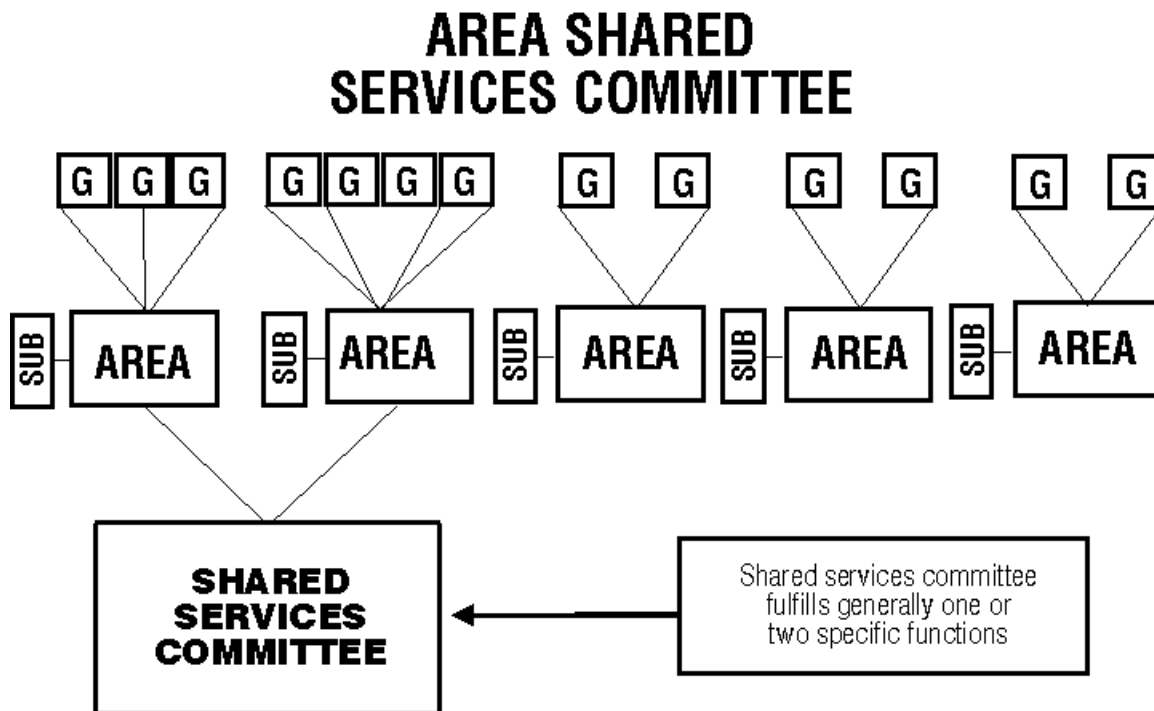 AREA SHARED
SERVICES COMMITTEE
G G G G G G G G G G G G G
SUB AREA SUB AREA SUB AREA SUB AREA SUB AREA
SHARED
SERVICES
COMMITTEE
Shared services committee
fulfills generally one or
two specific functions